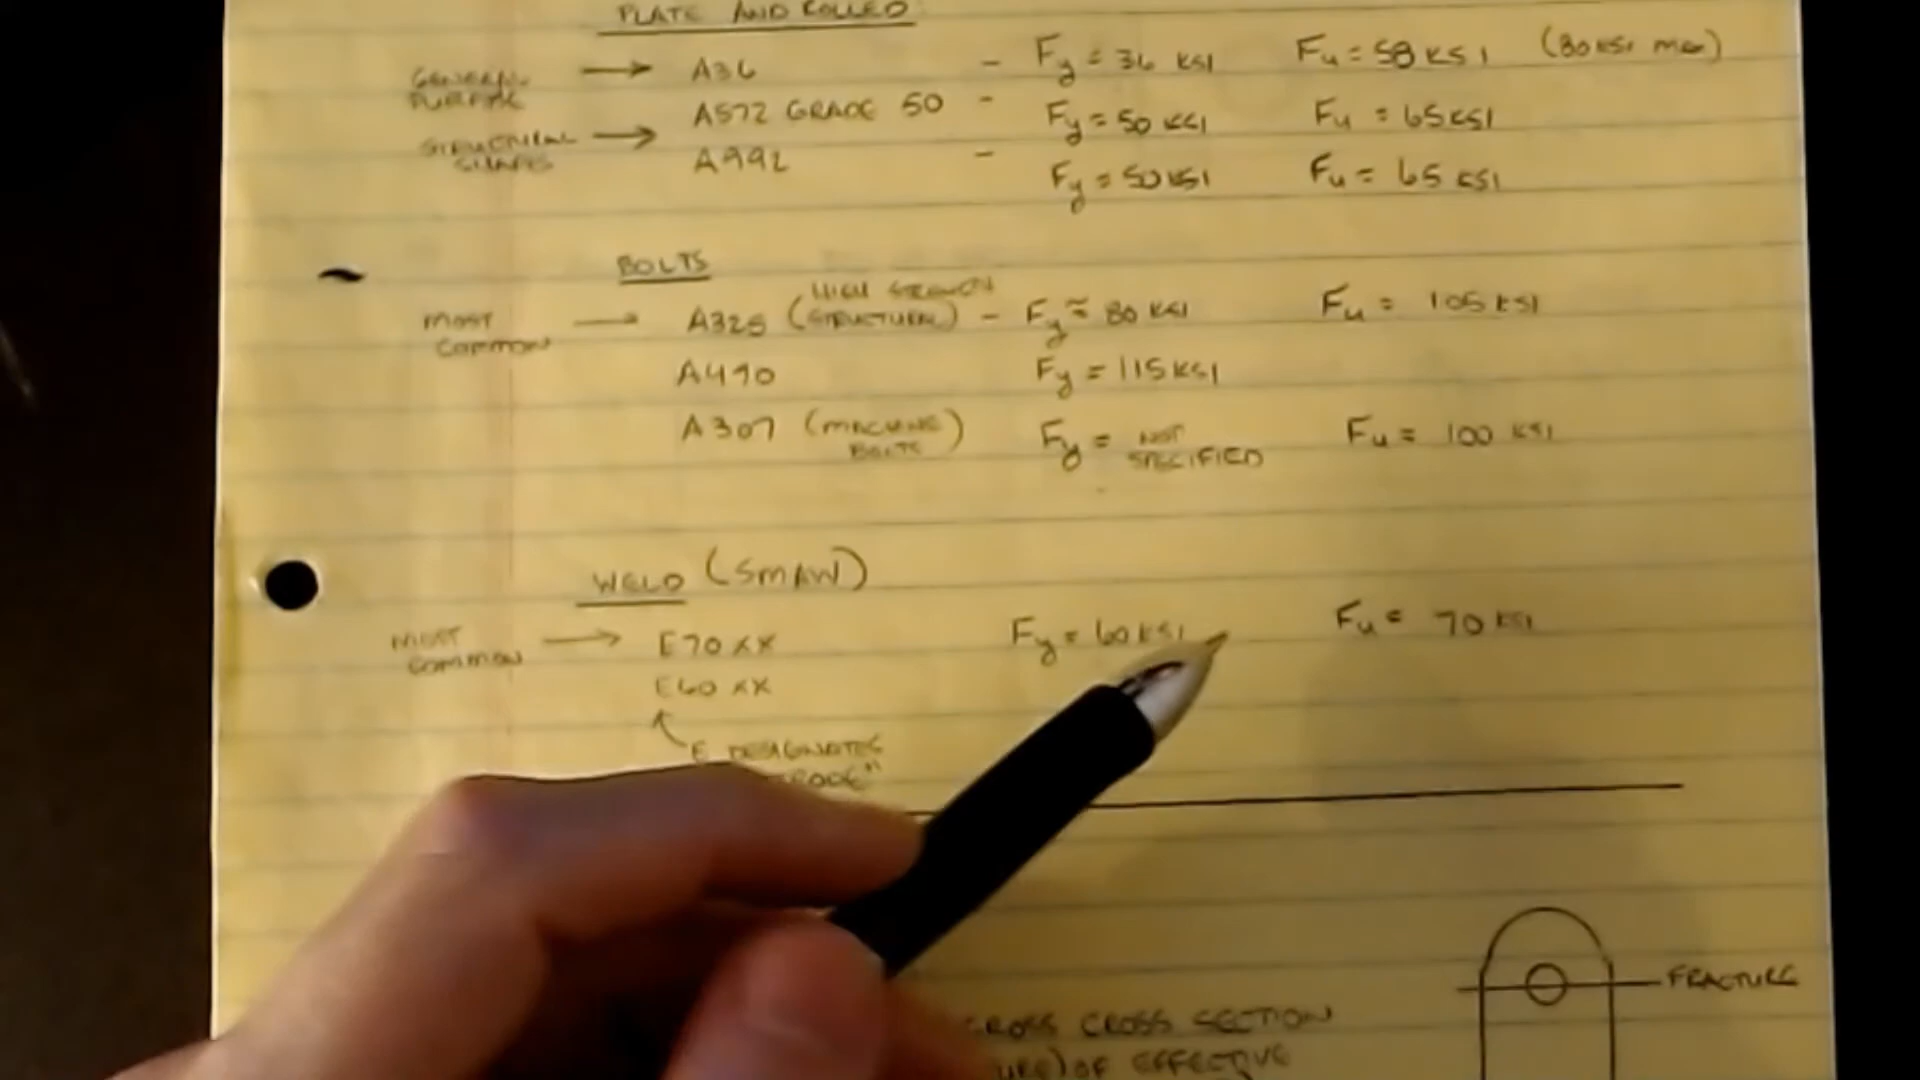 PLATE AND ROLLED
GENERAL PURPOSE → A36 - Fy = 36 KSI Fu = 58 KSI (80 KSI max)
A572 GRADE 50 - Fy = 50 KSI Fu = 65 KSI
STRUCTURAL SHAPES → A992 - Fy = 50 KSI Fu = 65 KSI
BOLTS
MOST COMMON → A325 (HIGH STRENGTH STRUCTURAL) - Fy ≈ 80 KSI Fu = 105 KSI
A490 Fy = 115 KSI
A307 (MACHINE BOLTS) Fy = NOT SPECIFIED Fu = 100 KSI
WELD (SMAW)
MOST COMMON → E70XX Fy = 60 KSI Fu = 70 KSI
E60XX
E DESIGNATES
RODE"
FRACTURE
GROSS CROSS SECTION
URE) OF EFFECTIVE